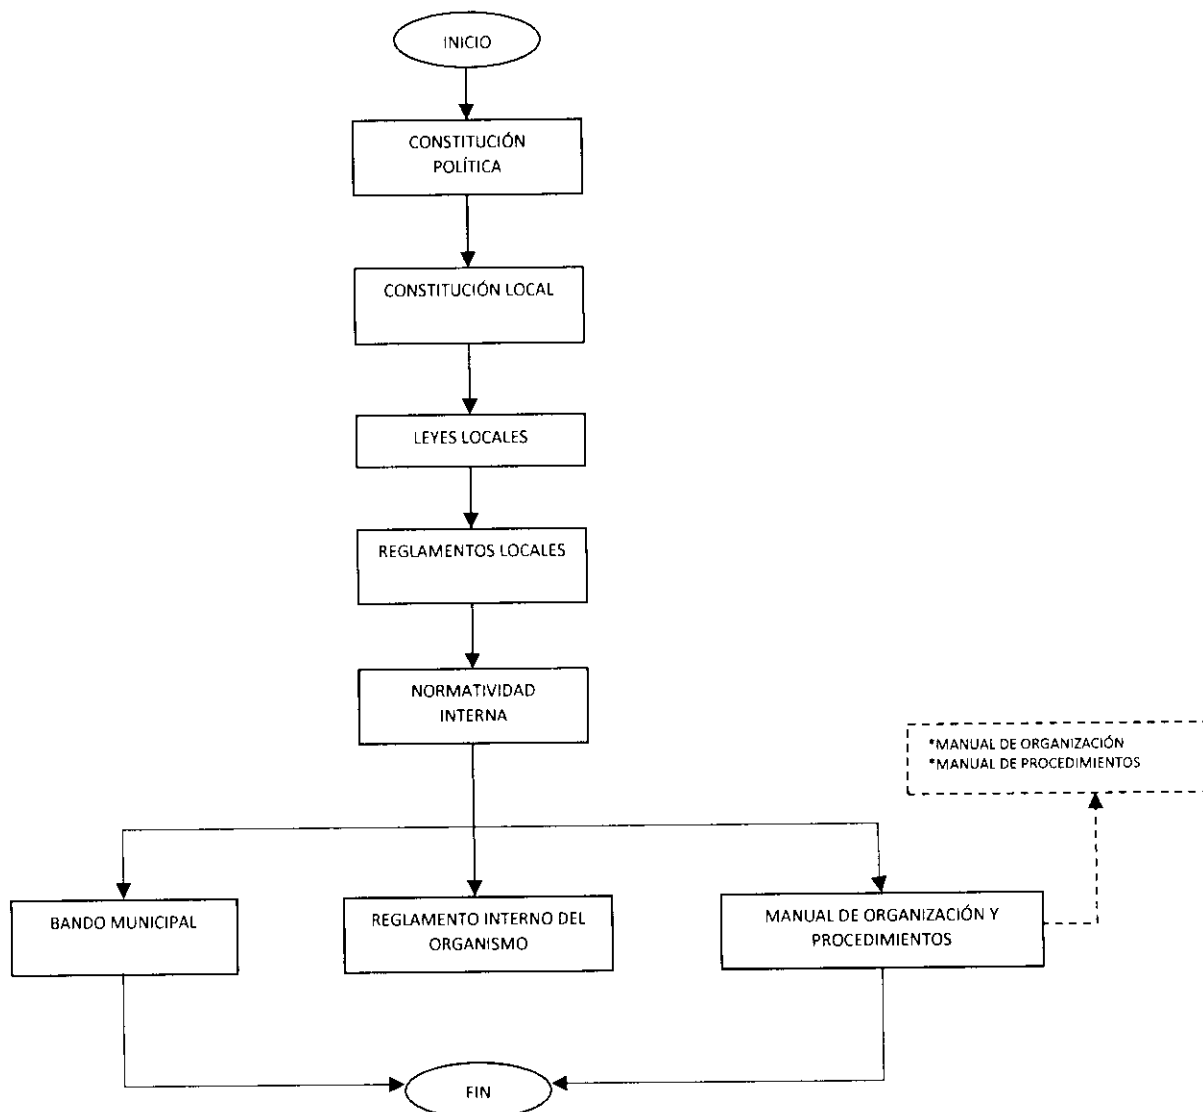 INICIO
CONSTITUCIÓN
POLÍTICA
CONSTITUCIÓN LOCAL
LEYES LOCALES
REGLAMENTOS LOCALES
NORMATIVIDAD
INTERNA
*MANUAL DE ORGANIZACIÓN
*MANUAL DE PROCEDIMIENTOS
BANDO MUNICIPAL
REGLAMENTO INTERNO DEL
ORGANISMO
MANUAL DE ORGANIZACIÓN Y
PROCEDIMIENTOS
FIN